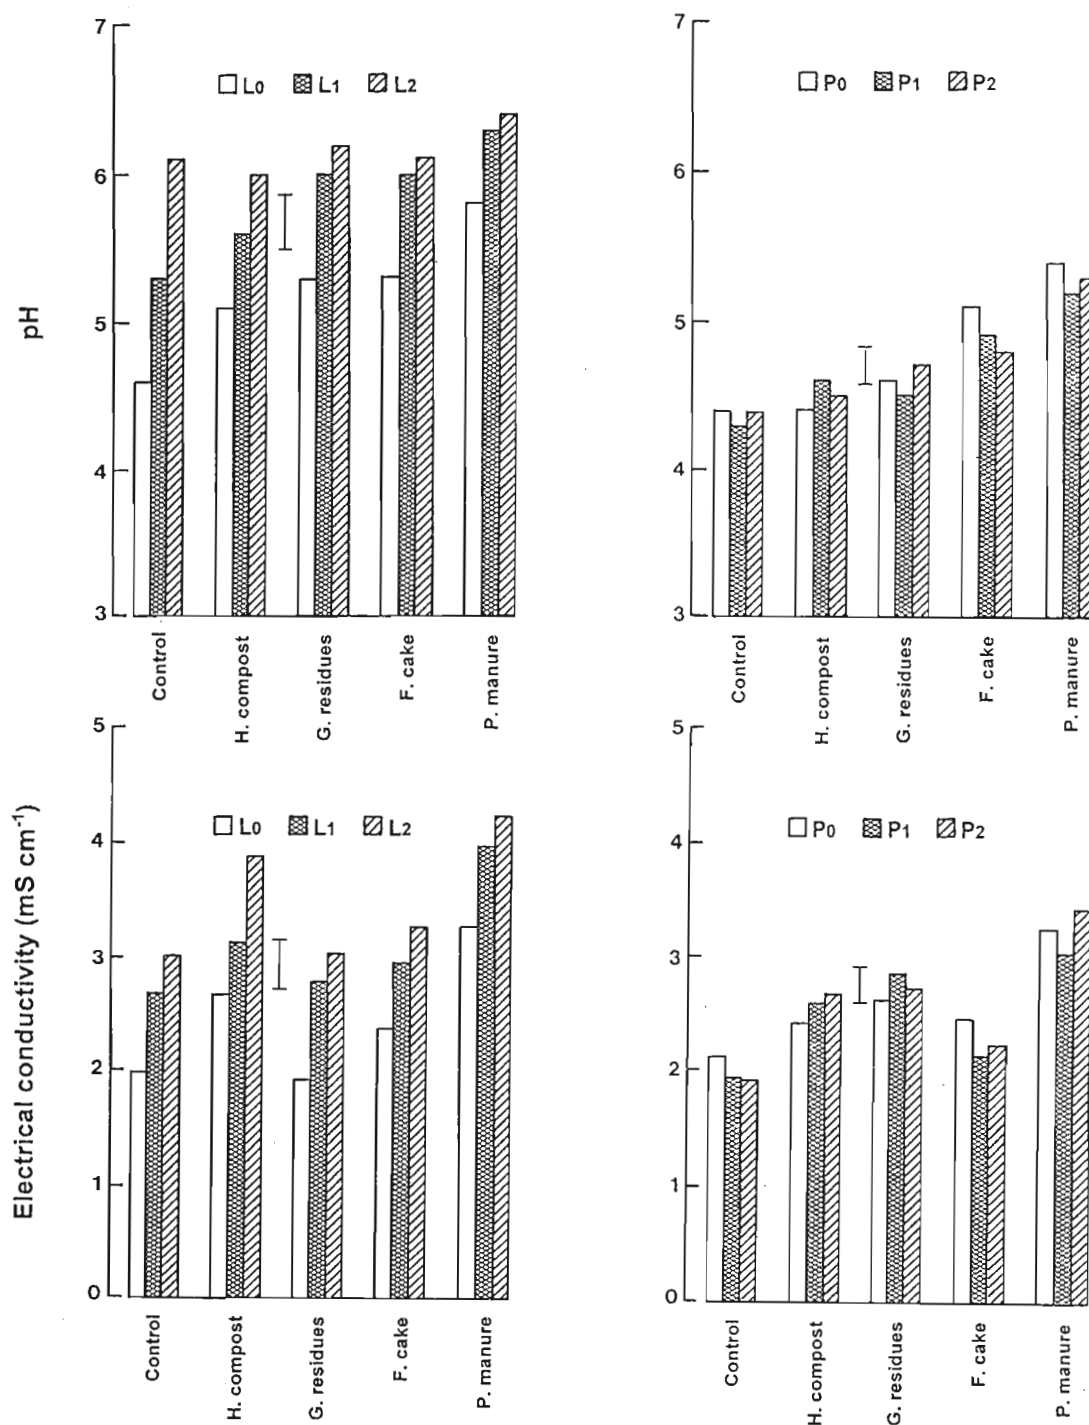 7
6
5
4
3
pH
L0 L1 L2
Control
H. compost
G. residues
F. cake
P. manure
7
6
5
4
3
P0 P1 P2
Control
H. compost
G. residues
F. cake
P. manure
5
4
3
2
1
0
Electrical conductivity (mS cm-1)
L0 L1 L2
Control
H. compost
G. residues
F. cake
P. manure
5
4
3
2
1
0
P0 P1 P2
Control
H. compost
G. residues
F. cake
P. manure